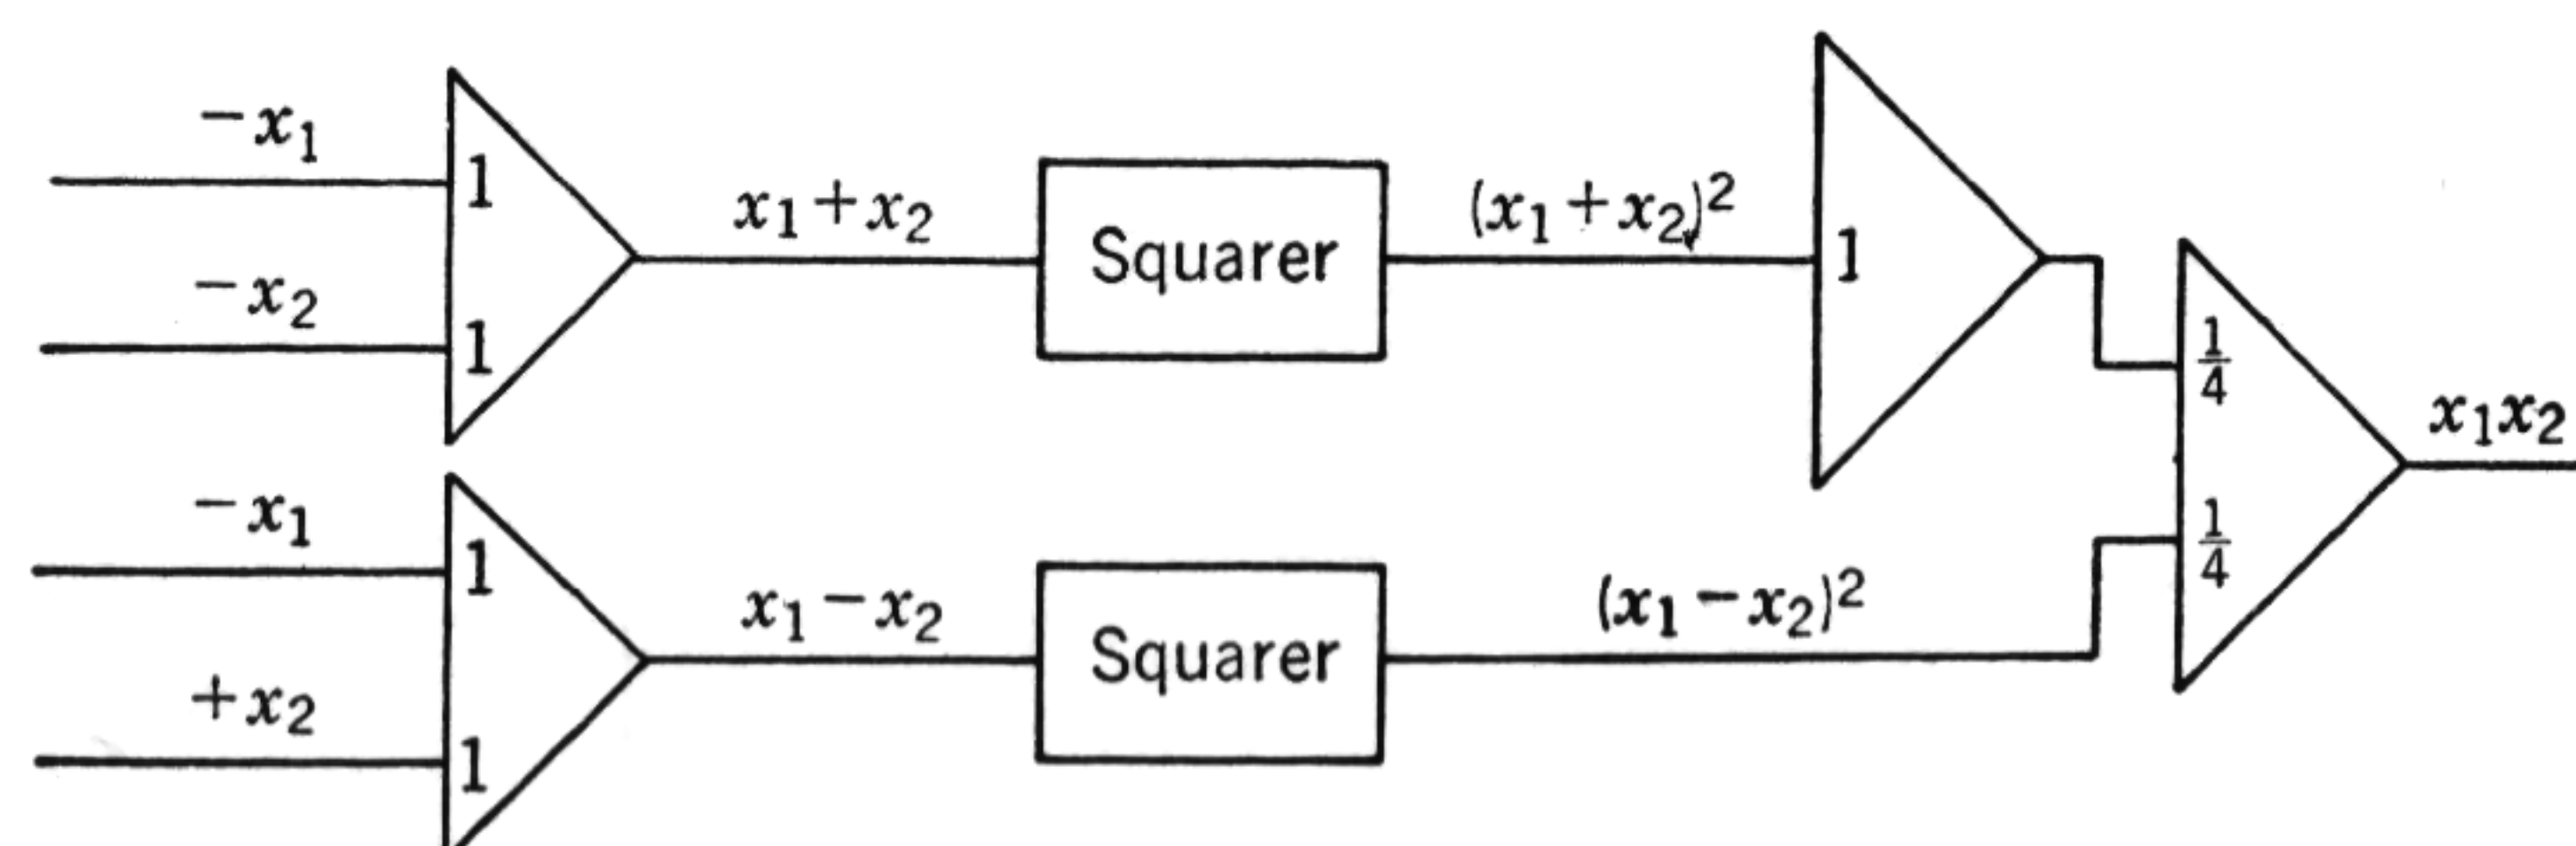 -x₁
1
-x₂
1
x₁+x₂
Squarer
(x₁+x₂)²
1
1/4
1/4
x₁x₂
-x₁
1
+x₂
1
x₁-x₂
Squarer
(x₁-x₂)²